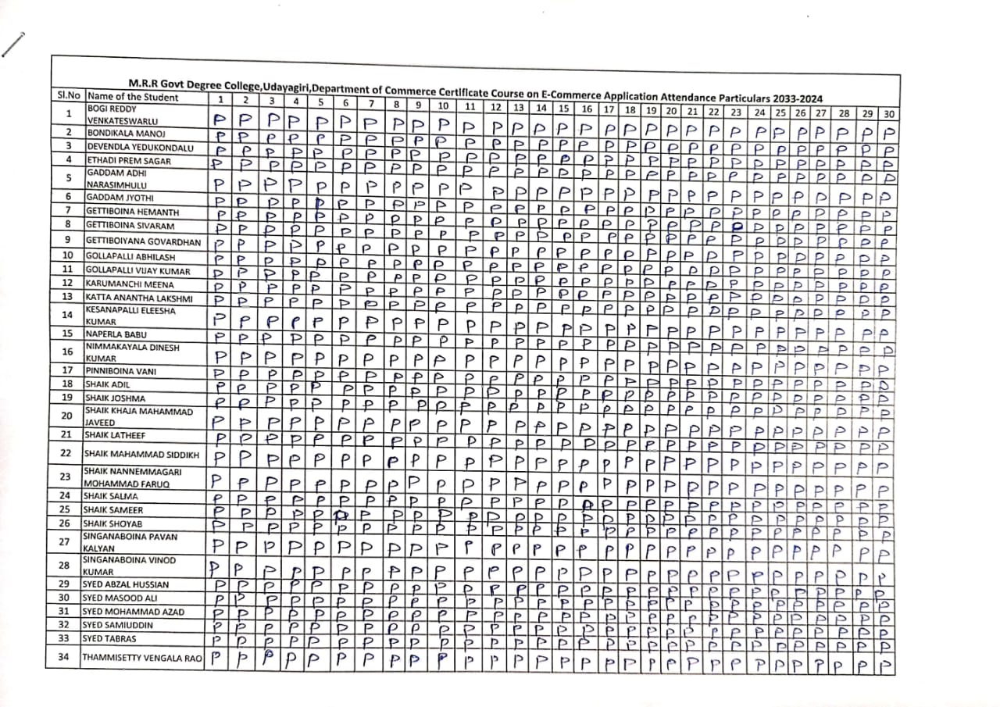 M.R.R Govt Degree College,Udayagiri,Department of Commerce Certificate Course on E-Commerce Application Attendance Particulars 2033-2024
Sl.No Name of the Student 1 2 3 4 5 6 7 8 9 10 11 12 13 14 15 16 17 18 19 20 21 22 23 24 25 26 27 28 29 30
1 BOGI REDDY
VENKATESWARLU P P P P P P P P P P P P P P P P P P P P P P P P P P P P P P
2 BONDIKALA MANOJ P P P P P P P P P P P P P P P P P P P P P P P P P P P P P P
3 DEVENDLA YEDUKONDALU P P P P P P P P P P P P P P P P P P P P P P P P P P P P P P
4 ETHADI PREM SAGAR P P P P P P P P P P P P P P P P P P P P P P P P P P P P P P
5 GADDAM ADHI
NARASIMHULU P P P P P P P P P P P P P P P P P P P P P P P P P P P P P P
6 GADDAM JYOTHI P P P P P P P P P P P P P P P P P P P P P P P P P P P P P P
7 GETTIBOINA HEMANTH P P P P P P P P P P P P P P P P P P P P P P P P P P P P P P
8 GETTIBOINA SIVARAM P P P P P P P P P P P P P P P P P P P P P P P P P P P P P P
9 GETTIBOIYANA GOVARDHAN P P P P P P P P P P P P P P P P P P P P P P P P P P P P P P
10 GOLLAPALLI ABHILASH P P P P P P P P P P P P P P P P P P P P P P P P P P P P P P
11 GOLLAPALLI VIJAY KUMAR P P P P P P P P P P P P P P P P P P P P P P P P P P P P P P
12 KARUMANCHI MEENA P P P P P P P P P P P P P P P P P P P P P P P P P P P P P P
13 KATTA ANANTHA LAKSHMI P P P P P P P P P P P P P P P P P P P P P P P P P P P P P P
14 KESANAPALLI ELEESHA
KUMAR P P P P P P P P P P P P P P P P P P P P P P P P P P P P P P
15 NAPERLA BABU P P P P P P P P P P P P P P P P P P P P P P P P P P P P P P
16 NIMMAKAYALA DINESH
KUMAR P P P P P P P P P P P P P P P P P P P P P P P P P P P P P P
17 PINNIBOINA VANI P P P P P P P P P P P P P P P P P P P P P P P P P P P P P P
18 SHAIK ADIL P P P P P P P P P P P P P P P P P P P P P P P P P P P P P P
19 SHAIK JOSHMA P P P P P P P P P P P P P P P P P P P P P P P P P P P P P P
20 SHAIK KHAJA MAHAMMAD
JAVEED P P P P P P P P P P P P P P P P P P P P P P P P P P P P P P
21 SHAIK LATHEEF P P P P P P P P P P P P P P P P P P P P P P P P P P P P P P
22 SHAIK MAHAMMAD SIDDIKH P P P P P P P P P P P P P P P P P P P P P P P P P P P P P P
23 SHAIK NANNEMMAGARI
MOHAMMAD FARUQ P P P P P P P P P P P P P P P P P P P P P P P P P P P P P P
24 SHAIK SALMA P P P P P P P P P P P P P P P P P P P P P P P P P P P P P P
25 SHAIK SAMEER P P P P P P P P P P P P P P P P P P P P P P P P P P P P P P
26 SHAIK SHOYAB P P P P P P P P P P P P P P P P P P P P P P P P P P P P P P
27 SINGANABOINA PAVAN
KALYAN P P P P P P P P P P P P P P P P P P P P P P P P P P P P P P
28 SINGANABOINA VINOD
KUMAR P P P P P P P P P P P P P P P P P P P P P P P P P P P P P P
29 SYED ABZAL HUSSIAN P P P P P P P P P P P P P P P P P P P P P P P P P P P P P P
30 SYED MASOOD ALI P P P P P P P P P P P P P P P P P P P P P P P P P P P P P P
31 SYED MOHAMMAD AZAD P P P P P P P P P P P P P P P P P P P P P P P P P P P P P P
32 SYED SAMIUDDIN P P P P P P P P P P P P P P P P P P P P P P P P P P P P P P
33 SYED TABRAS P P P P P P P P P P P P P P P P P P P P P P P P P P P P P P
34 THAMMISETTY VENGALA RAO P P P P P P P P P P P P P P P P P P P P P P P P P P P P P P